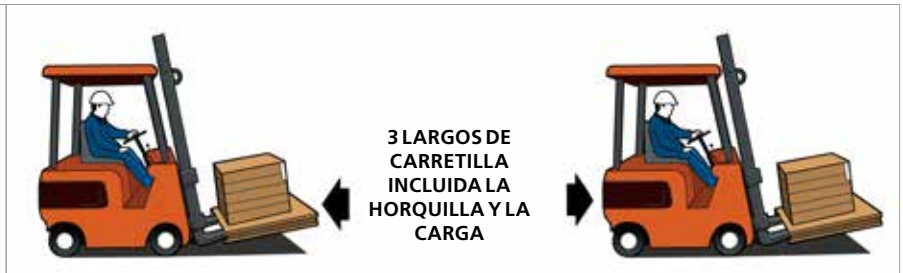 3 LARGOS DE
CARRETILLA
INCLUIDA LA
HORQUILLA Y LA
CARGA